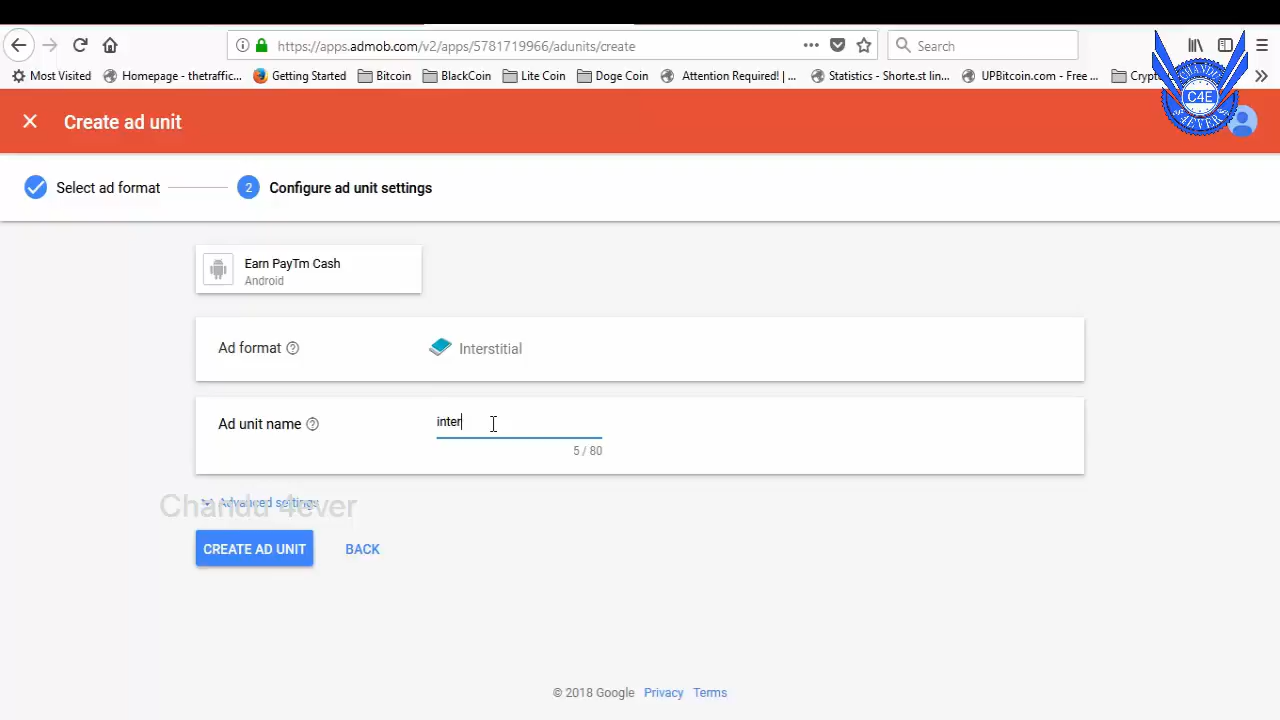 https://apps.admob.com/v2/apps/5781719966/adunits/create
Search
Most Visited
Homepage - thetraffic...
Getting Started
Bitcoin
BlackCoin
Lite Coin
Doge Coin
Attention Required! | ...
Statistics - Shorte.st lin...
UPBitcoin.com - Free ...
CHANDU
C4E
S4EVERS
Create ad unit
Select ad format
2
Configure ad unit settings
Earn PayTm Cash
Android
Ad format
Interstitial
Ad unit name
inter
5 / 80
Advanced settings
Chandu 4ever
CREATE AD UNIT
BACK
© 2018 Google
Privacy
Terms